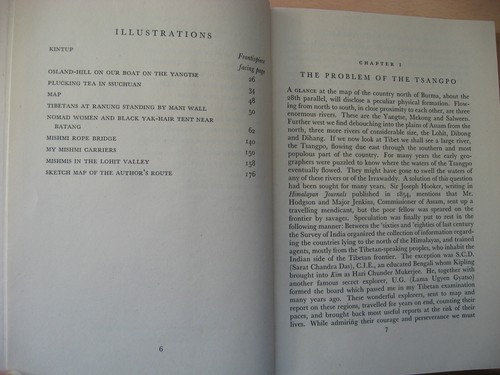 ILLUSTRATIONS
KINTUP Frontispiece
facing page
OSLAND-HILL ON OUR BOAT ON THE YANGTSE 26
PLUCKING TEA IN SZUCHUAN 34
MAP 48
TIBETANS AT RANUNG STANDING BY MANI WALL 50
NOMAD WOMEN AND BLACK YAK-HAIR TENT NEAR
BATANG 62
MISHMI ROPE BRIDGE 140
MY MISHMI CARRIERS 150
MISHMIS IN THE LOHIT VALLEY 158
SKETCH MAP OF THE AUTHOR'S ROUTE 176
6
CHAPTER I
THE PROBLEM OF THE TSANGPO
A GLANCE at the map of the country north of Burma, about the
28th parallel, will disclose a peculiar physical formation. Flow-
ing from north to south, in close proximity to each other, are three
enormous rivers. These are the Yangtse, Mekong and Salween.
Further west we find debouching into the plains of Assam from the
north, three more rivers of considerable size, the Lohit, Dibong
and Dihang. If we now look at Tibet we shall see a large river,
the Tsangpo, flowing due east through the southern and most
populous part of the country. For many years the early geo-
graphers were puzzled to know where the waters of the Tsangpo
eventually flowed. They might have gone to swell the waters of
any of these rivers or of the Irrawaddy. A solution of this question
had been sought for many years. Sir Joseph Hooker, writing in
Himalayan Journals published in 1854, mentions that Mr.
Hodgson and Major Jenkins, Commissioner of Assam, sent up a
travelling mendicant, but the poor fellow was speared on the
frontier by savages. Speculation was finally put to rest in the
following manner: Between the 'sixties and 'eighties of last century
the Survey of India organized the collection of information regard-
ing the countries lying to the north of the Himalayas, and trained
agents, mostly from the Tibetan-speaking peoples, who inhabit the
Indian side of the Tibetan frontier. The exception was S.C.D.
(Sarat Chandra Das), C.I.E., an educated Bengali whom Kipling
brought into Kim as Hari Chunder Mukerjee. He, together with
another famous secret explorer, U.G. (Lama Ugyen Gyatso)
formed the board which passed me in my Tibetan examination
many years ago. These wonderful explorers, sent to map and
report on these regions, travelled for years on end, counting their
paces, and brought back most useful reports at the risk of their
lives. While admiring their courage and perseverance we must
7